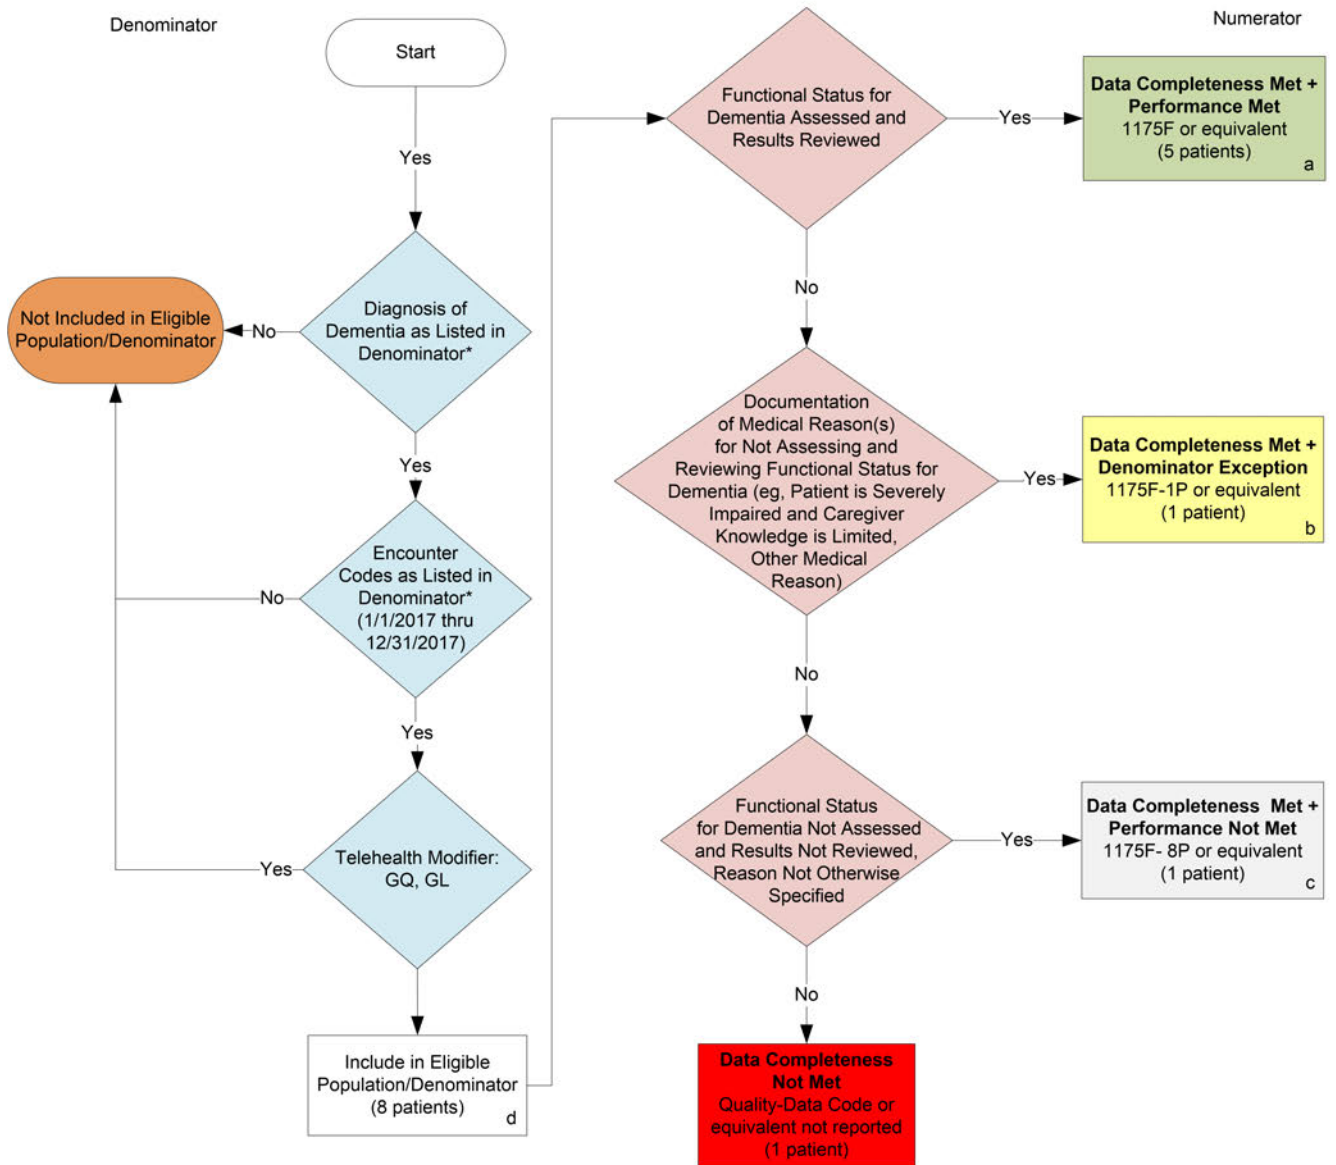 Denominator
Numerator
Start
Yes
Diagnosis of
Dementia as Listed in
Denominator*
No
Not Included in Eligible
Population/Denominator
Yes
Encounter
Codes as Listed in
Denominator*
(1/1/2017 thru
12/31/2017)
No
Yes
Telehealth Modifier:
GQ, GL
Yes
Include in Eligible
Population/Denominator
(8 patients)
d
Functional Status for
Dementia Assessed and
Results Reviewed
Yes
Data Completeness Met +
Performance Met
1175F or equivalent
(5 patients)
a
No
Documentation
of Medical Reason(s)
for Not Assessing and
Reviewing Functional Status for
Dementia (eg, Patient is Severely
Impaired and Caregiver
Knowledge is Limited,
Other Medical
Reason)
Yes
Data Completeness Met +
Denominator Exception
1175F-1P or equivalent
(1 patient)
b
No
Functional Status
for Dementia Not Assessed
and Results Not Reviewed,
Reason Not Otherwise
Specified
Yes
Data Completeness Met +
Performance Not Met
1175F- 8P or equivalent
(1 patient)
c
No
Data Completeness
Not Met
Quality-Data Code or
equivalent not reported
(1 patient)